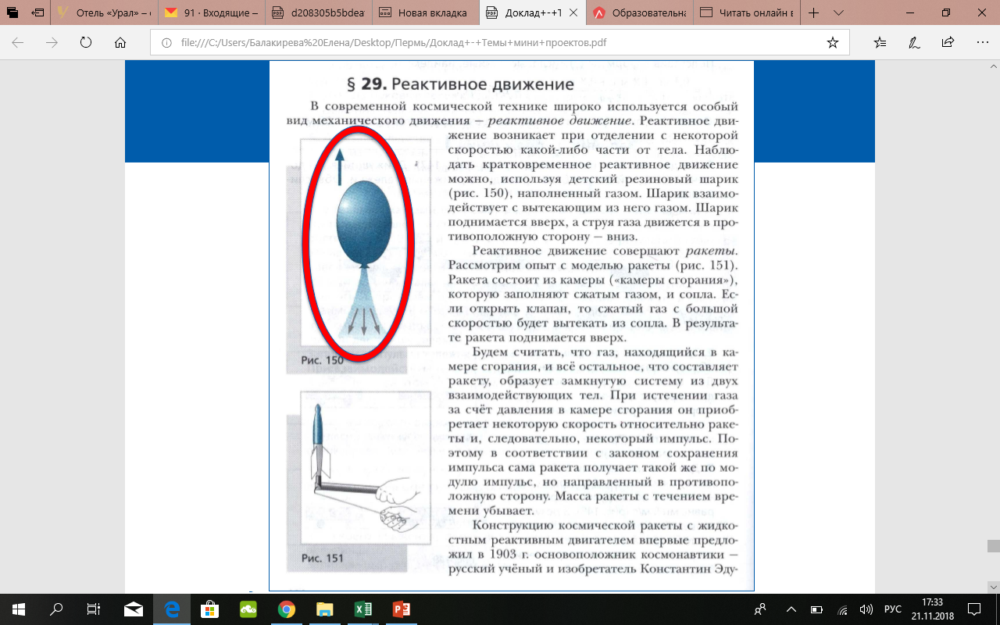 Отель «Урал» –
91 · Входящие –
d208305b5bdea
Новая вкладка
Доклад+-+Т
Образовательна
Читать онлайн в
file:///C:/Users/Балакирева%20Елена/Desktop/Пермь/Доклад+-+Темы+мини+проектов.pdf
§ 29. Реактивное движение
В современной космической технике широко используется особый
вид механического движения – реактивное движение. Реактивное дви-
жение возникает при отделении с некоторой
скоростью какой-либо части от тела. Наблю-
дать кратковременное реактивное движение
можно, используя детский резиновый шарик
(рис. 150), наполненный газом. Шарик взаимо-
действует с вытекающим из него газом. Шарик
поднимается вверх, а струя газа движется в про-
тивоположную сторону – вниз.
Реактивное движение совершают ракеты.
Рассмотрим опыт с моделью ракеты (рис. 151).
Ракета состоит из камеры («камеры сгорания»),
которую заполняют сжатым газом, и сопла. Ес-
ли открыть клапан, то сжатый газ с большой
скоростью будет вытекать из сопла. В результа-
те ракета поднимается вверх.
Будем считать, что газ, находящийся в ка-
мере сгорания, и всё остальное, что составляет
ракету, образует замкнутую систему из двух
взаимодействующих тел. При истечении газа
за счёт давления в камере сгорания он приоб-
ретает некоторую скорость относительно раке-
ты и, следовательно, некоторый импульс. По-
этому в соответствии с законом сохранения
импульса сама ракета получает такой же по мо-
дулю импульс, но направленный в противопо-
ложную сторону. Масса ракеты с течением вре-
мени убывает.
Конструкцию космической ракеты с жидко-
стным реактивным двигателем впервые предло-
жил в 1903 г. основоположник космонавтики –
русский учёный и изобретатель Константин Эду-
Рис. 150
Рис. 151
РУС
17:33
21.11.2018